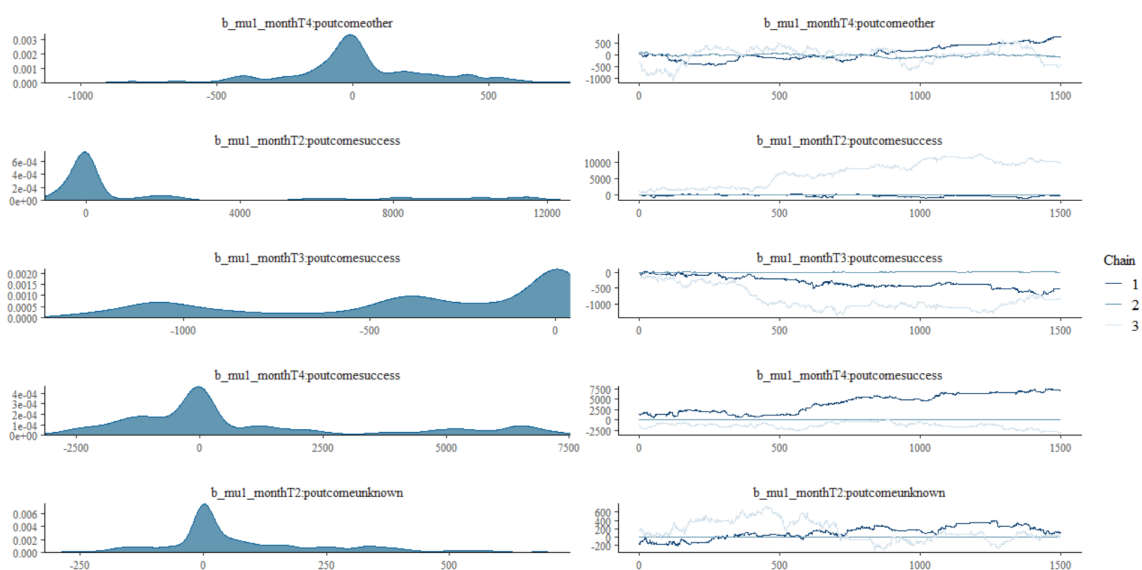 b_mu1_monthT4:poutcomeother
0.003
0.002
0.001
0.000
-1000 -500 0 500
b_mu1_monthT4:poutcomeother
500
0
-500
-1000
0 500 1000 1500
b_mu1_monthT2:poutcomesuccess
6e-04
4e-04
2e-04
0e+00
0 4000 8000 12000
b_mu1_monthT2:poutcomesuccess
10000
5000
0
0 500 1000 1500
b_mu1_monthT3:poutcomesuccess
0.0020
0.0015
0.0010
0.0005
0.0000
-1000 -500 0
b_mu1_monthT3:poutcomesuccess
0
-500
-1000
0 500 1000 1500
Chain
1
2
3
b_mu1_monthT4:poutcomesuccess
4e-04
3e-04
2e-04
1e-04
0e+00
-2500 0 2500 5000 7500
b_mu1_monthT4:poutcomesuccess
7500
5000
2500
0
-2500
0 500 1000 1500
b_mu1_monthT2:poutcomeunknown
0.006
0.004
0.002
0.000
-250 0 250 500
b_mu1_monthT2:poutcomeunknown
600
400
200
0
-200
0 500 1000 1500